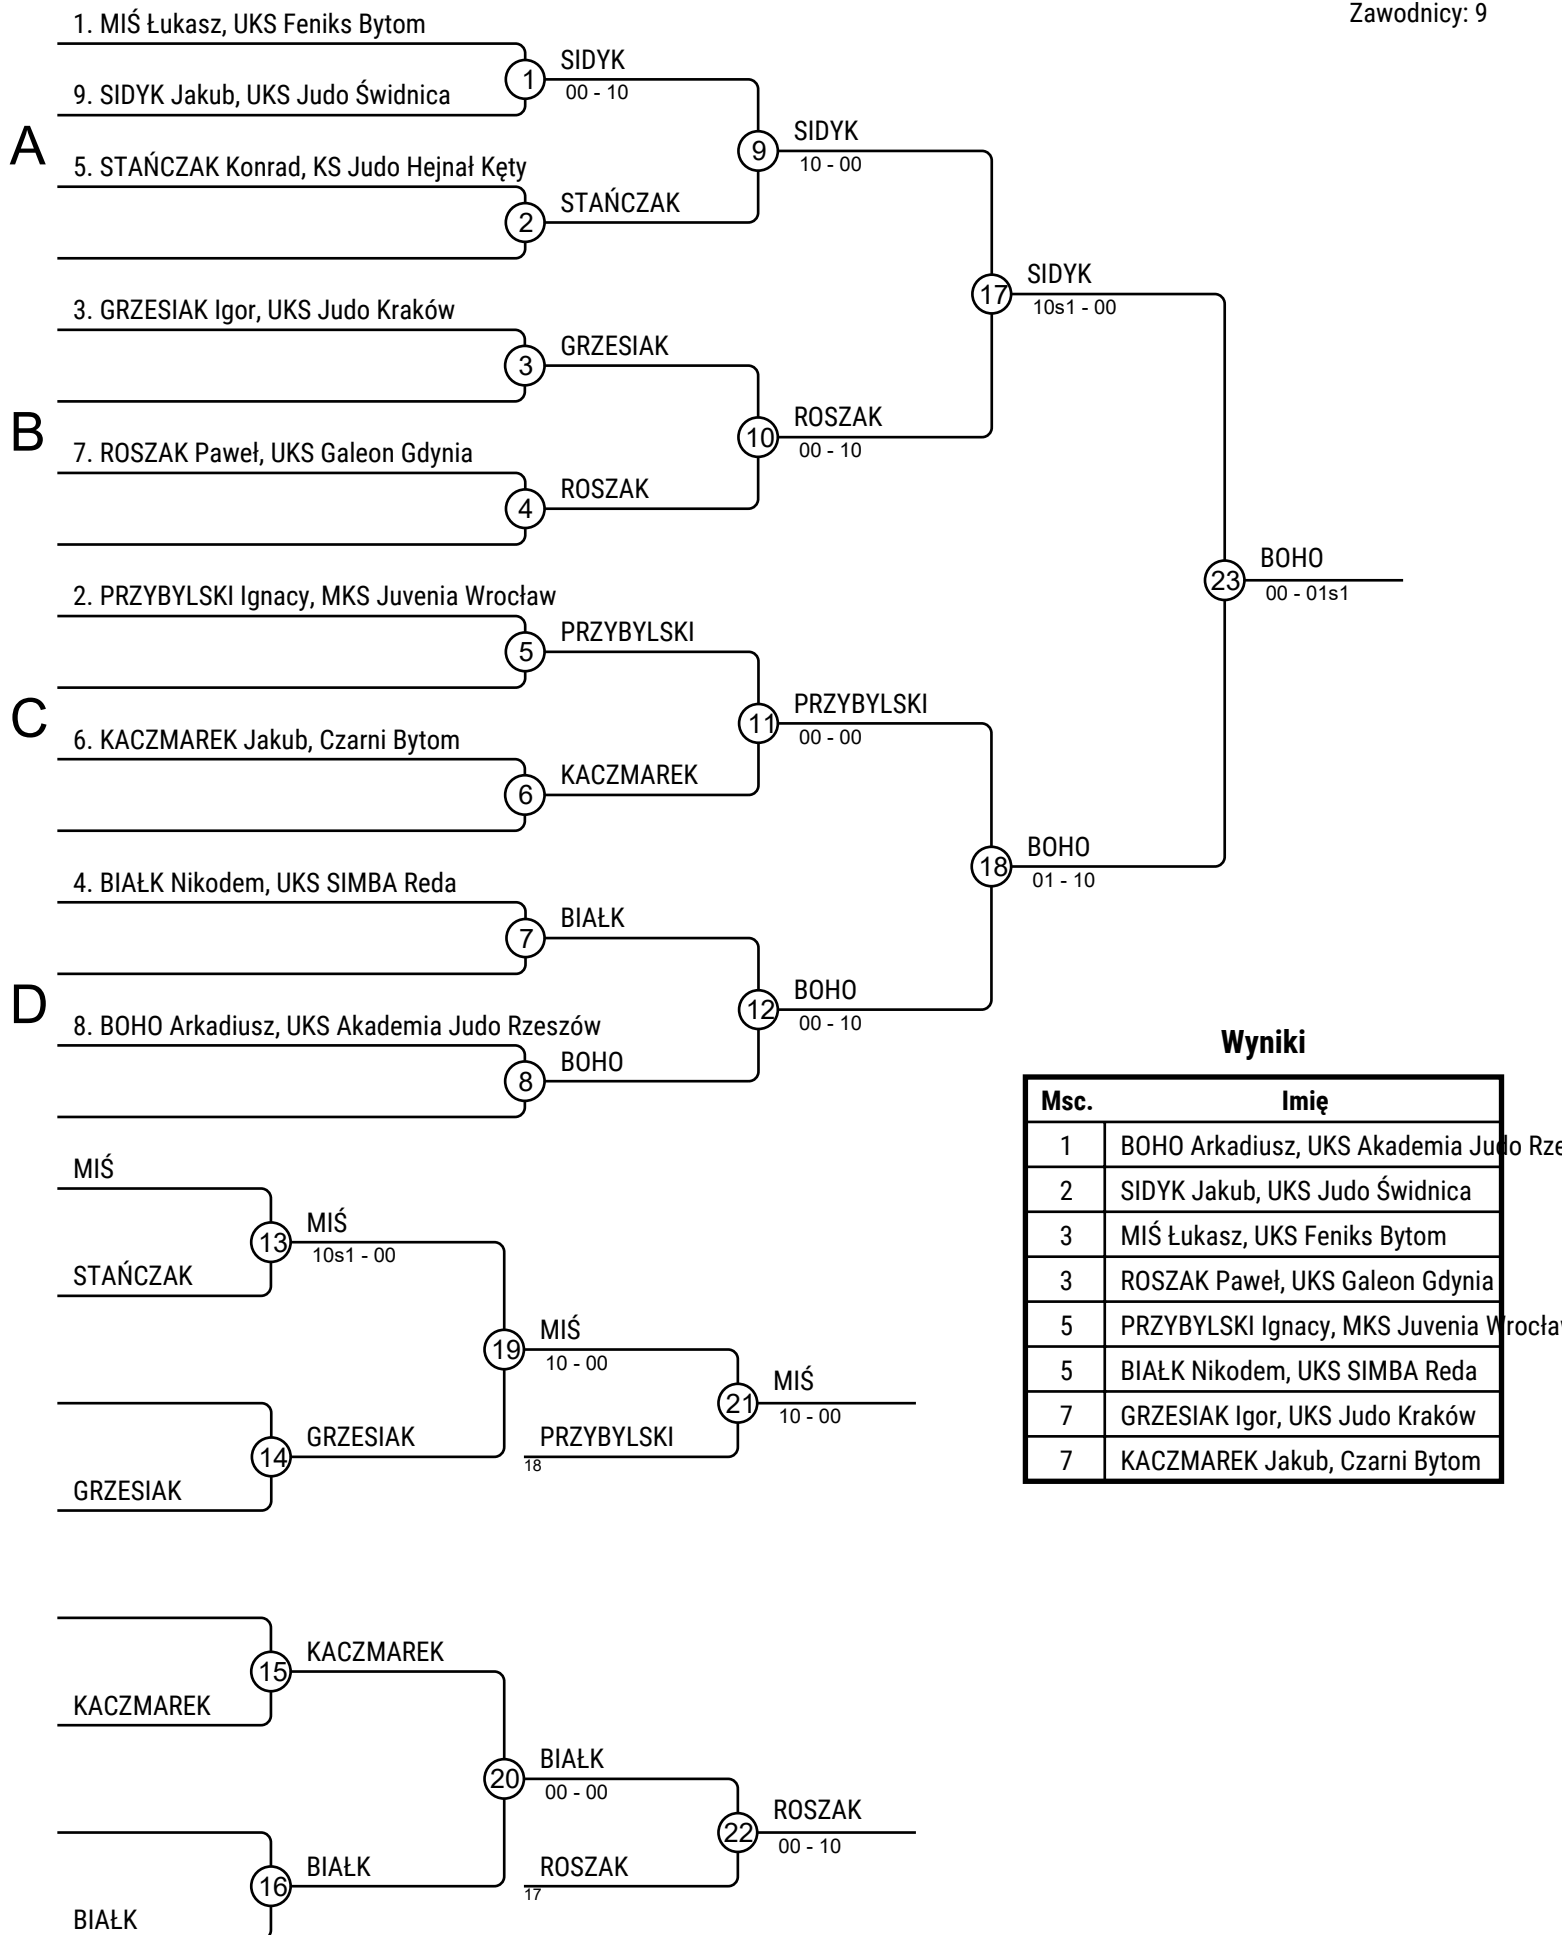 Zawodnicy: 9
1. MIŚ Łukasz, UKS Feniks Bytom
SIDYK
1
00 - 10
9. SIDYK Jakub, UKS Judo Świdnica
A
SIDYK
9
10 - 00
5. STAŃCZAK Konrad, KS Judo Hejnał Kęty
STAŃCZAK
2
SIDYK
17
10s1 - 00
3. GRZESIAK Igor, UKS Judo Kraków
GRZESIAK
3
B
ROSZAK
10
00 - 10
7. ROSZAK Paweł, UKS Galeon Gdynia
ROSZAK
4
BOHO
23
00 - 01s1
2. PRZYBYLSKI Ignacy, MKS Juvenia Wrocław
PRZYBYLSKI
5
C
PRZYBYLSKI
11
00 - 00
6. KACZMAREK Jakub, Czarni Bytom
KACZMAREK
6
BOHO
18
01 - 10
4. BIAŁK Nikodem, UKS SIMBA Reda
BIAŁK
7
D
BOHO
12
00 - 10
8. BOHO Arkadiusz, UKS Akademia Judo Rzeszów
BOHO
8
Wyniki
Msc. Imię
1 BOHO Arkadiusz, UKS Akademia Judo Rze
2 SIDYK Jakub, UKS Judo Świdnica
3 MIŚ Łukasz, UKS Feniks Bytom
3 ROSZAK Paweł, UKS Galeon Gdynia
5 PRZYBYLSKI Ignacy, MKS Juvenia Wrocła
5 BIAŁK Nikodem, UKS SIMBA Reda
7 GRZESIAK Igor, UKS Judo Kraków
7 KACZMAREK Jakub, Czarni Bytom
MIŚ
MIŚ
13
10s1 - 00
STAŃCZAK
MIŚ
19
10 - 00
MIŚ
21
10 - 00
GRZESIAK
14
PRZYBYLSKI
18
GRZESIAK
KACZMAREK
15
KACZMAREK
BIAŁK
20
00 - 00
ROSZAK
22
00 - 10
BIAŁK
16
ROSZAK
17
BIAŁK